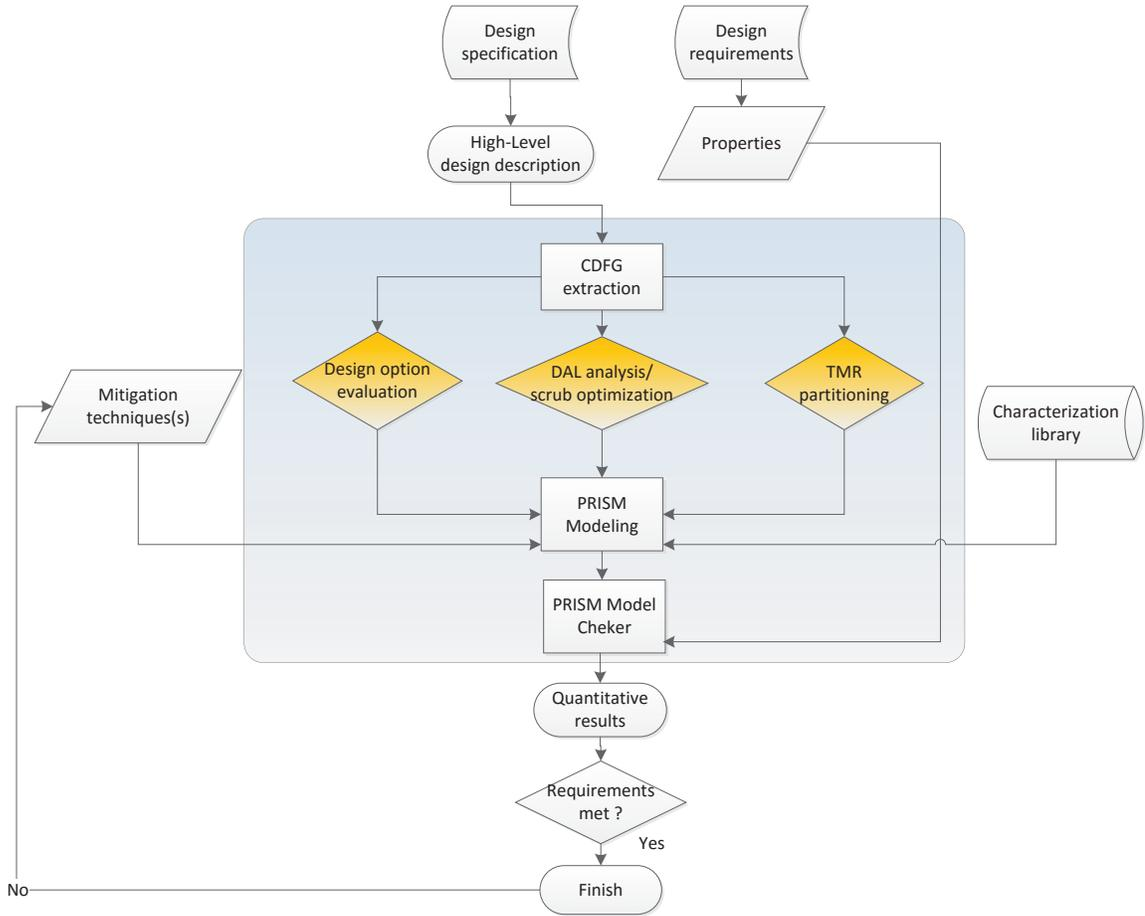 Design
specification
Design
requirements
High-Level
design description
Properties
CDFG
extraction
Design option
evaluation
DAL analysis/
scrub optimization
TMR
partitioning
Mitigation
techniques(s)
Characterization
library
PRISM
Modeling
PRISM Model
Cheker
Quantitative
results
Requirements
met ?
Yes
No
Finish